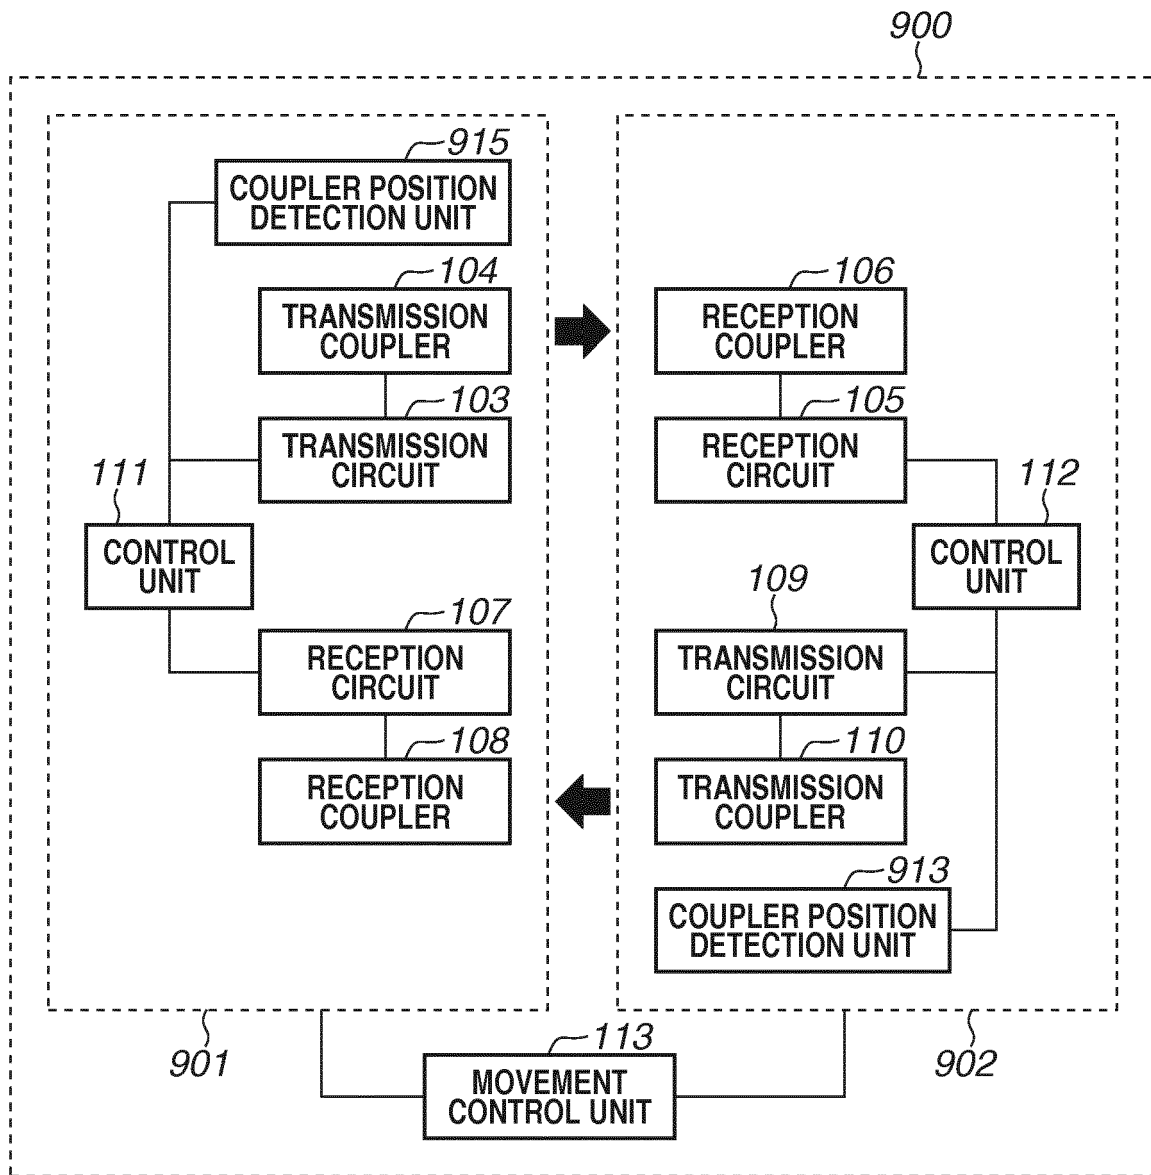 900
915
COUPLER POSITION
DETECTION UNIT
104
TRANSMISSION
COUPLER
103
TRANSMISSION
CIRCUIT
111
CONTROL
UNIT
107
RECEPTION
CIRCUIT
108
RECEPTION
COUPLER
901
106
RECEPTION
COUPLER
105
RECEPTION
CIRCUIT
112
CONTROL
UNIT
109
TRANSMISSION
CIRCUIT
110
TRANSMISSION
COUPLER
913
COUPLER POSITION
DETECTION UNIT
902
113
MOVEMENT
CONTROL UNIT